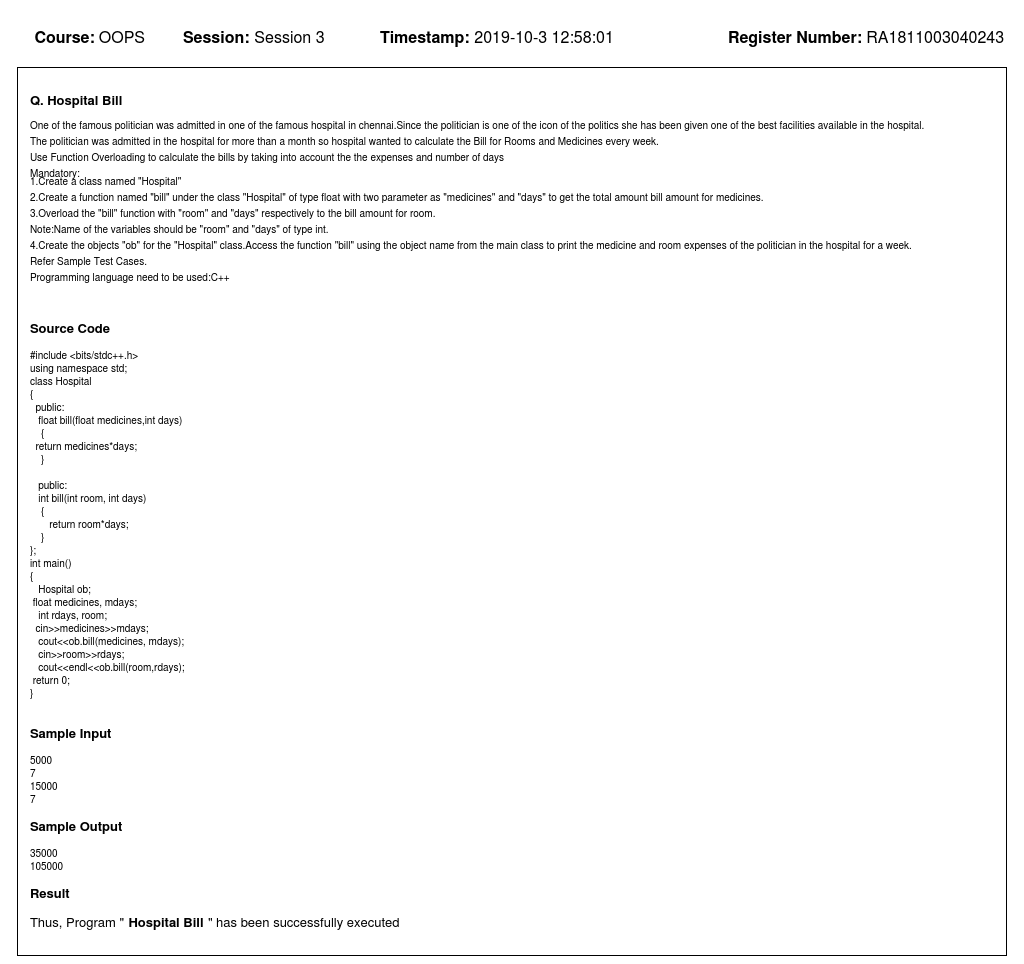 Course: OOPS Session: Session 3 Timestamp: 2019-10-3 12:58:01 Register Number: RA1811003040243
Q. Hospital Bill
One of the famous politician was admitted in one of the famous hospital in chennai.Since the politician is one of the icon of the politics she has been given one of the best facilities available in the hospital.
The politician was admitted in the hospital for more than a month so hospital wanted to calculate the Bill for Rooms and Medicines every week.
Use Function Overloading to calculate the bills by taking into account the the expenses and number of days
Mandatory:
1.Create a class named "Hospital"
2.Create a function named "bill" under the class "Hospital" of type float with two parameter as "medicines" and "days" to get the total amount bill amount for medicines.
3.Overload the "bill" function with "room" and "days" respectively to the bill amount for room.
Note:Name of the variables should be "room" and "days" of type int.
4.Create the objects "ob" for the "Hospital" class.Access the function "bill" using the object name from the main class to print the medicine and room expenses of the politician in the hospital for a week.
Refer Sample Test Cases.
Programming language need to be used:C++
Source Code
#include <bits/stdc++.h>
using namespace std;
class Hospital
{
public:
float bill(float medicines,int days)
{
return medicines*days;
}
public:
int bill(int room, int days)
{
return room*days;
}
};
int main()
{
Hospital ob;
float medicines, mdays;
int rdays, room;
cin>>medicines>>mdays;
cout<<ob.bill(medicines, mdays);
cin>>room>>rdays;
cout<<endl<<ob.bill(room,rdays);
return 0;
}
Sample Input
5000
7
15000
7
Sample Output
35000
105000
Result
Thus, Program " Hospital Bill " has been successfully executed